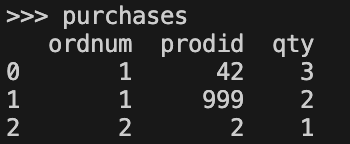 >>> purchases
ordnum prodid qty
0 1 42 3
1 1 999 2
2 2 2 1